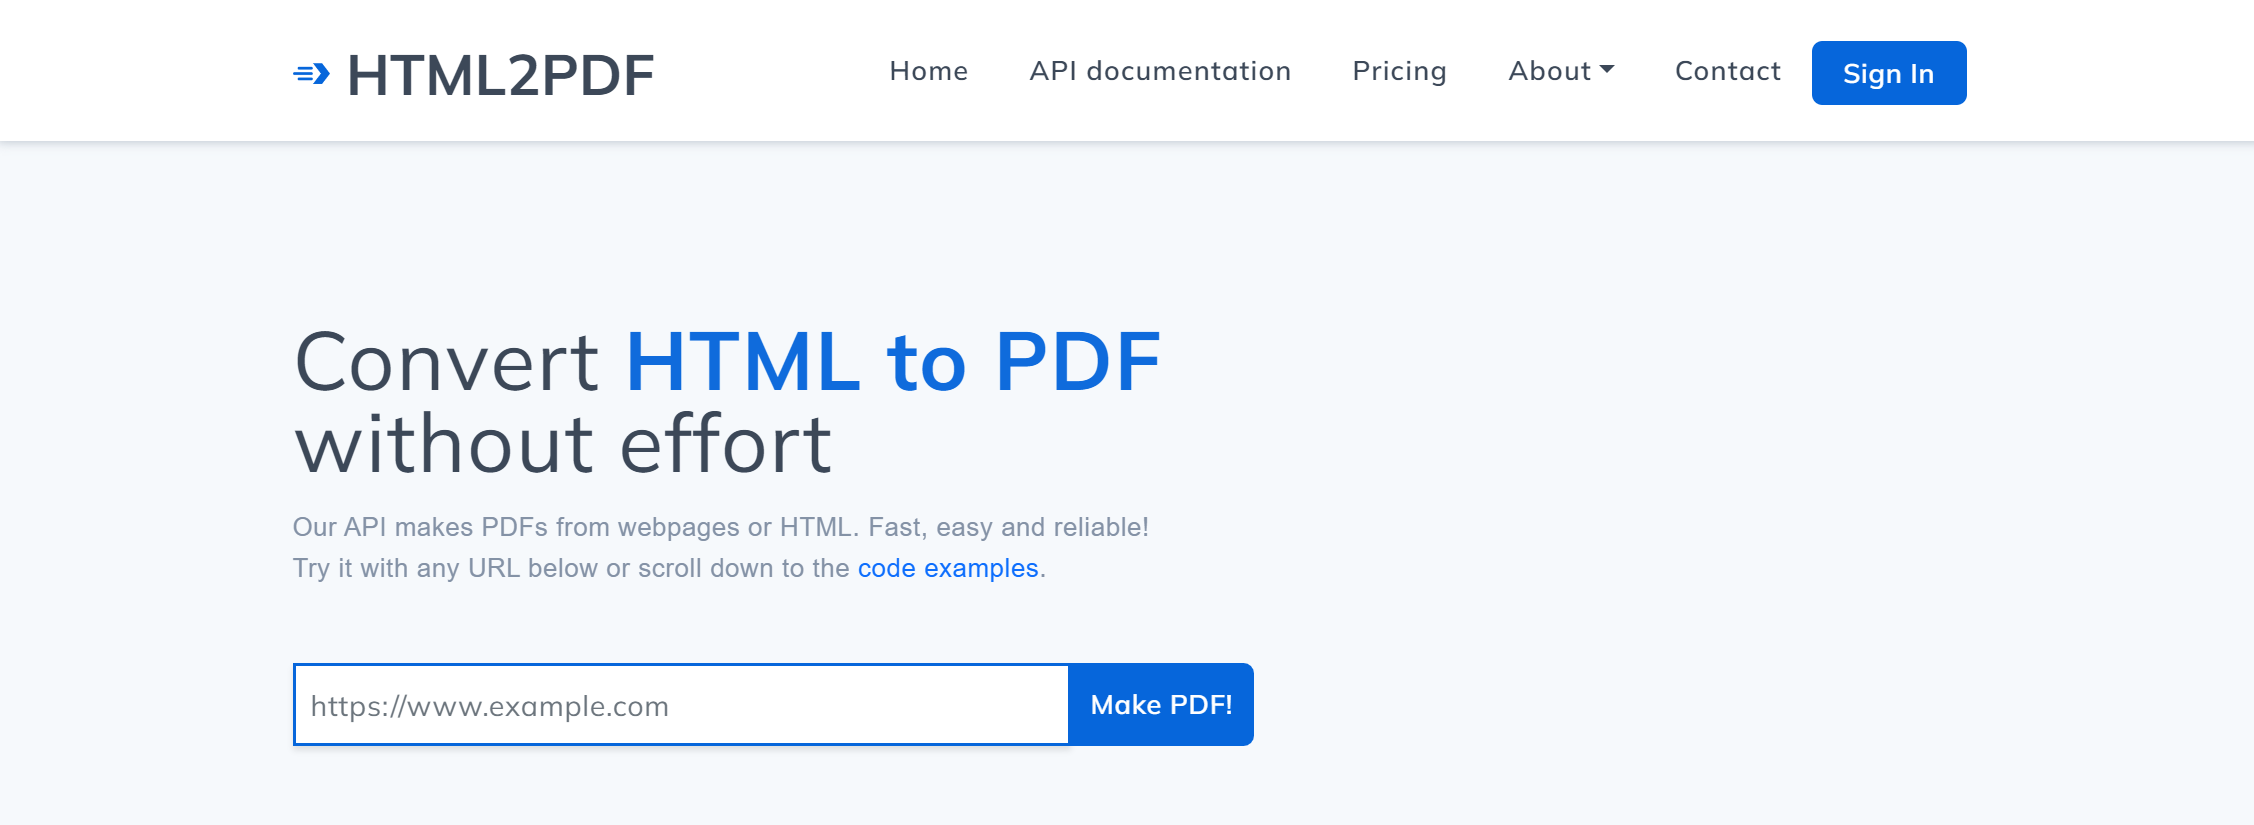 HTML2PDF
Home
API documentation
Pricing
About
Contact
Sign In
Convert HTML to PDF
without effort
Our API makes PDFs from webpages or HTML. Fast, easy and reliable!
Try it with any URL below or scroll down to the code examples.
https://www.example.com
Make PDF!